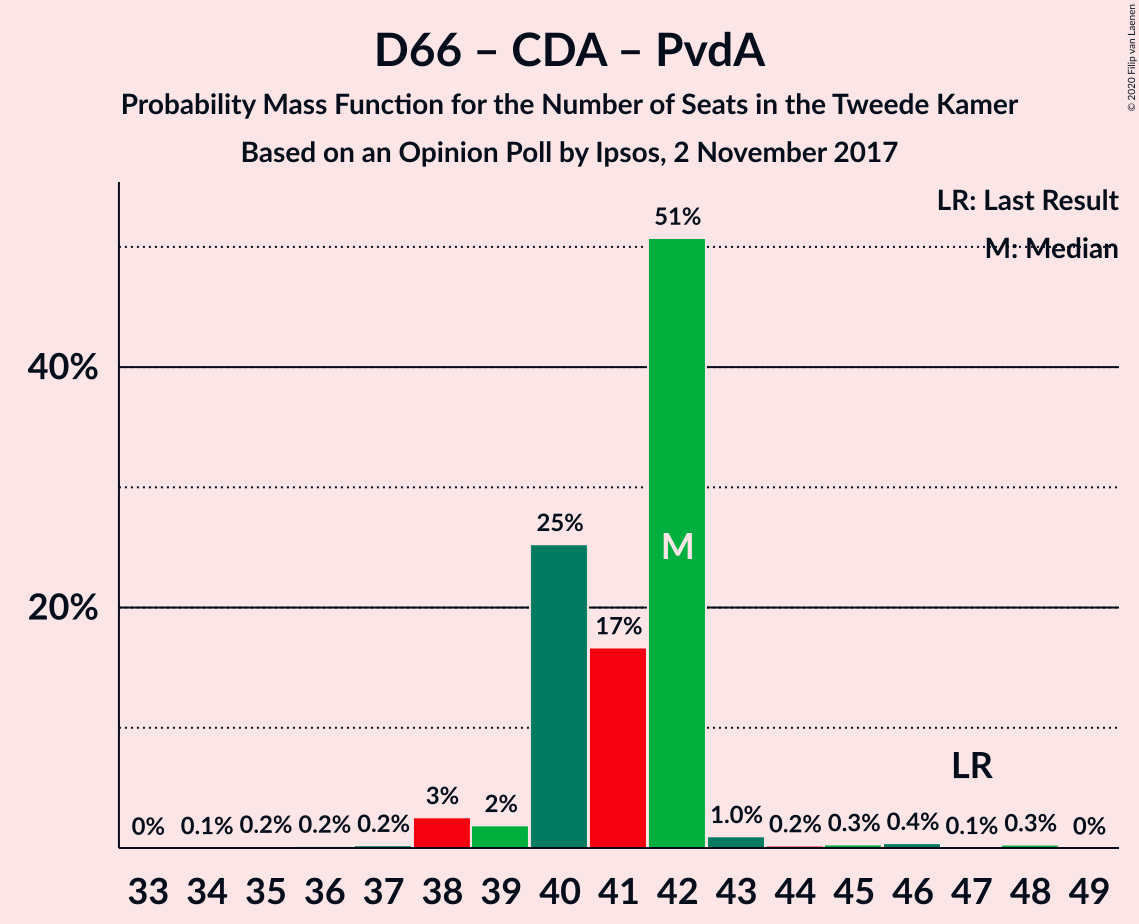 D66 – CDA – PvdA
Probability Mass Function for the Number of Seats in the Tweede Kamer
Based on an Opinion Poll by Ipsos, 2 November 2017
© 2020 Filip van Laenen
LR: Last Result
M: Median
40%
20%
0% 0.1% 0.2% 0.2% 0.2% 3% 2% 25% 17% 51% 1.0% 0.2% 0.3% 0.4% 0.1% 0.3% 0%
M
LR
33 34 35 36 37 38 39 40 41 42 43 44 45 46 47 48 49